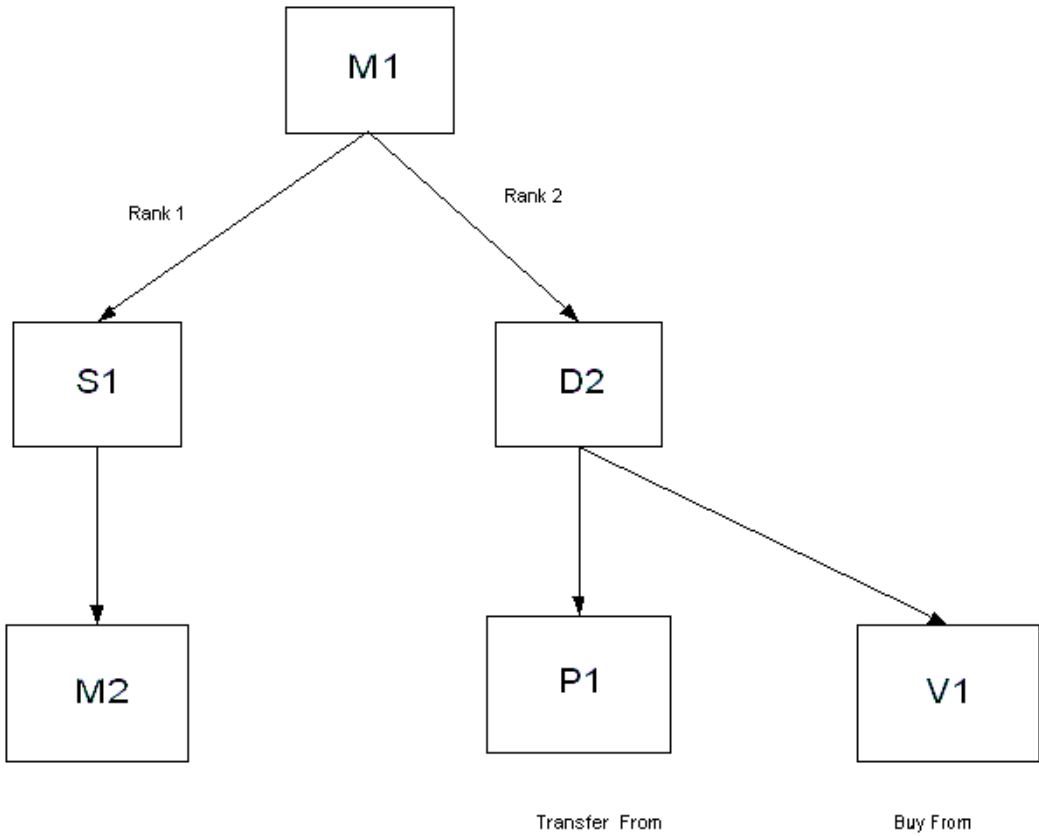 M1
Rank 1
Rank 2
S1
D2
M2
P1
V1
Transfer From
Buy From